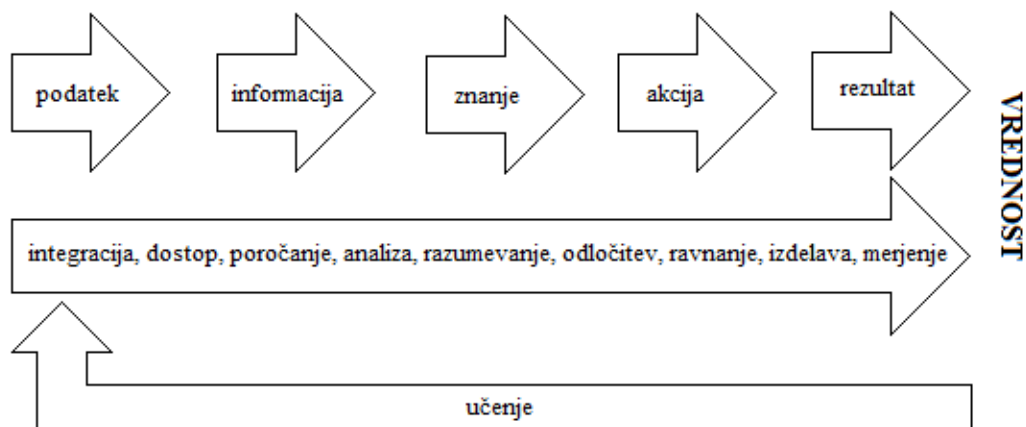 podatek
informacija
znanje
akcija
rezultat
VREDNOST
integracija, dostop, poročanje, analiza, razumevanje, odločitev, ravnanje, izdelava, merjenje
učenje